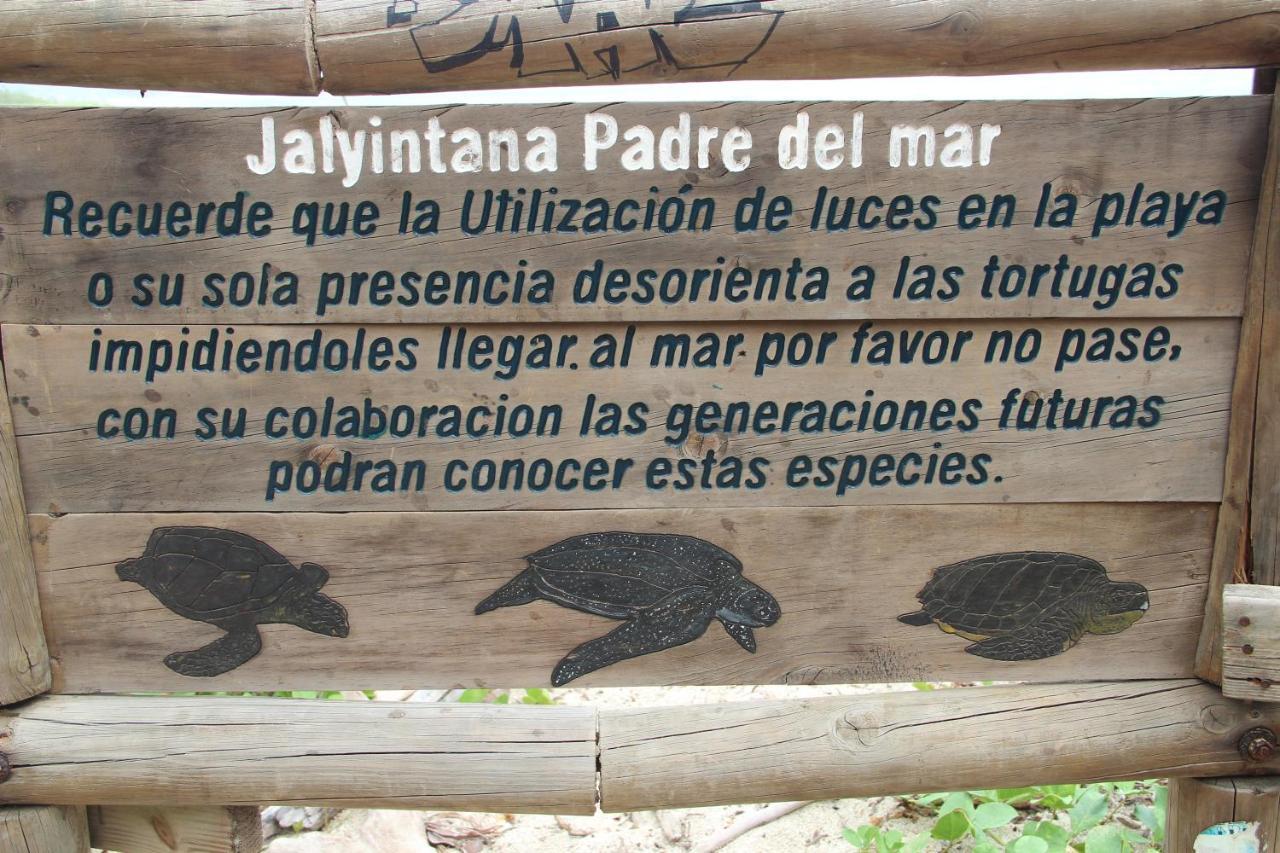 Jalyintana Padre del mar
Recuerde que la Utilización de luces en la playa
o su sola presencia desorienta a las tortugas
impidiendoles llegar. al mar. por favor no pase,
con su colaboracion las generaciones futuras
podran conocer estas especies.